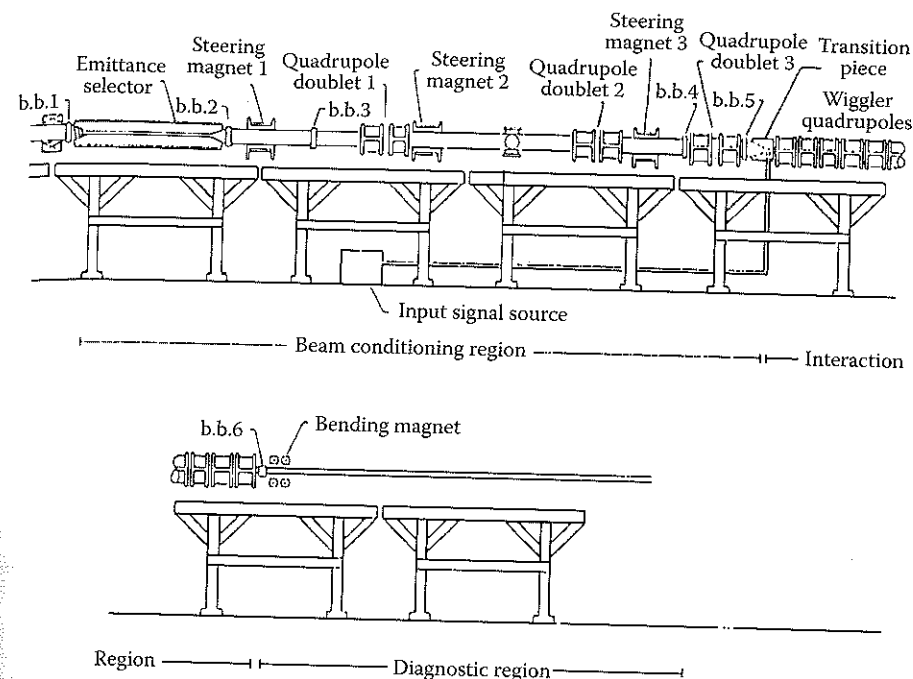 Emittance
selector
Steering
magnet 1
Quadrupole
doublet 1
Steering
magnet 2
Quadrupole
doublet 2
Steering
magnet 3
Quadrupole
doublet 3
Transition
piece
Wiggler
quadrupoles
b.b.1
b.b.2
b.b.3
b.b.4
b.b.5
Input signal source
Beam conditioning region
Interaction
b.b.6
Bending magnet
Region
Diagnostic region